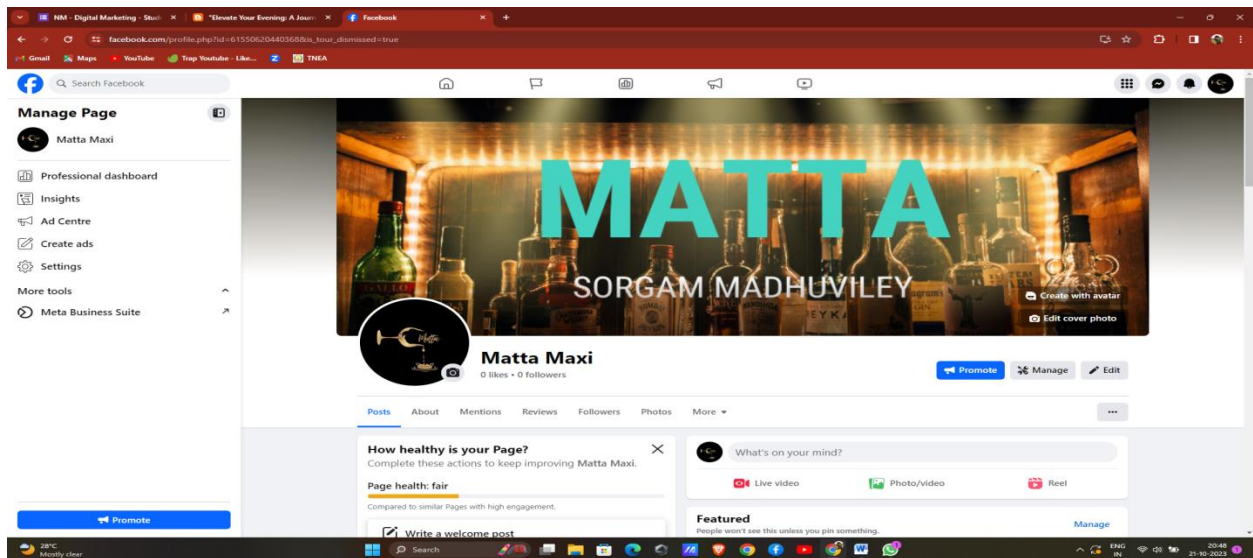 NM - Digital Marketing - Stud
"Elevate Your Evening: A Journ
Facebook
facebook.com/profile.php?id=61550620440368&is_tour_dismissed=true
Gmail
Maps
YouTube
Trap Youtube - Like...
TNEA
Search Facebook
Manage Page
Matta Maxi
Professional dashboard
Insights
Ad Centre
Create ads
Settings
More tools
Meta Business Suite
Promote
MATTA
SORGAM MADHUVILEY
Create with avatar
Edit cover photo
Matta
Matta Maxi
0 likes • 0 followers
Promote Manage Edit
Posts About Mentions Reviews Followers Photos More
How healthy is your Page?
Complete these actions to keep improving Matta Maxi.
Page health: fair
Compared to similar Pages with high engagement.
Write a welcome post
What's on your mind?
Live video Photo/video Reel
Featured
People won't see this unless you pin something.
Manage
28°C
Mostly clear
Search
ENG
IN
20:48
21-10-2023